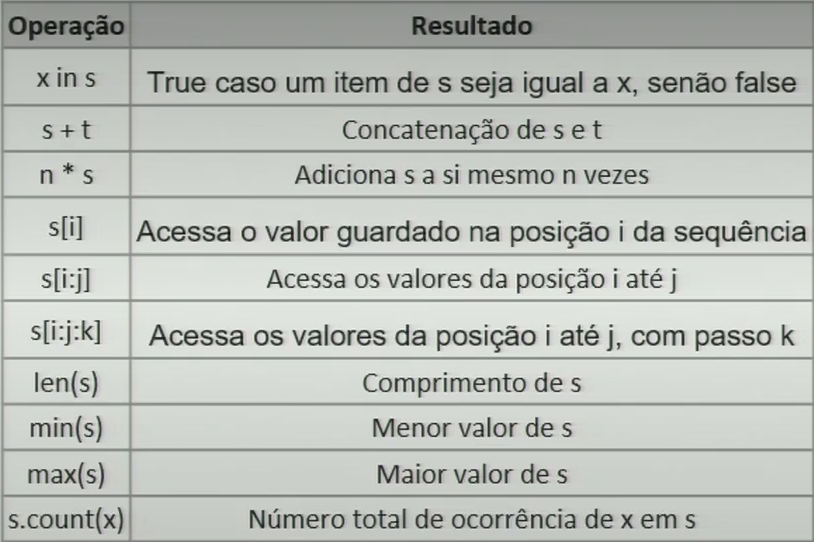 Operação Resultado
x in s True caso um item de s seja igual a x, senão false
s + t Concatenação de s e t
n * s Adiciona s a si mesmo n vezes
s[i] Acessa o valor guardado na posição i da sequência
s[i:j] Acessa os valores da posição i até j
s[i:j:k] Acessa os valores da posição i até j, com passo k
len(s) Comprimento de s
min(s) Menor valor de s
max(s) Maior valor de s
s.count(x) Número total de ocorrência de x em s